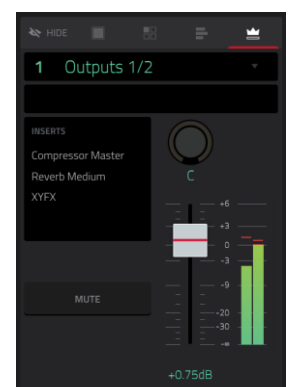 HIDE
1 Outputs 1/2
INSERTS
Compressor Master
Reverb Medium
XYFX
C
+6
+3
0
-3
-9
-20
-30
-∞
MUTE
+0.75dB